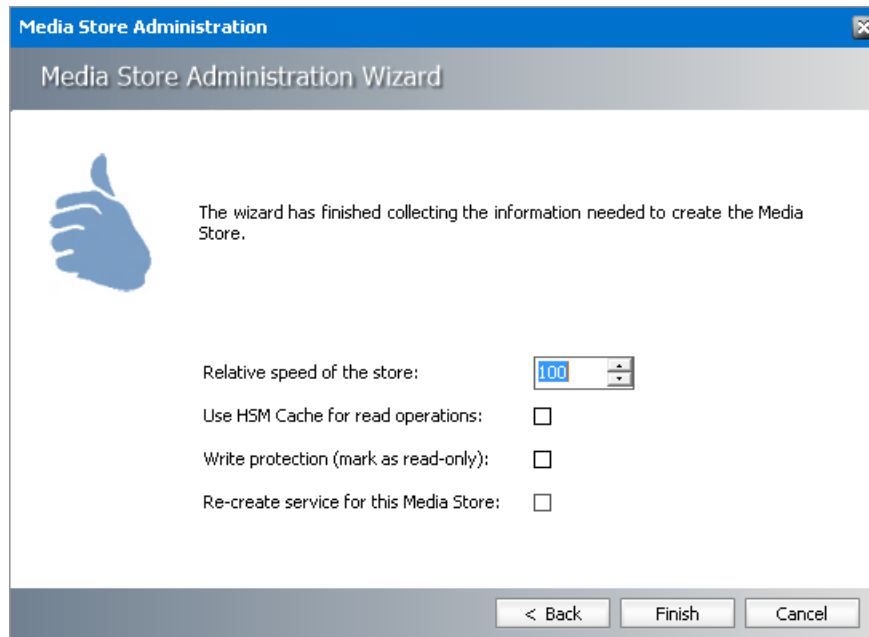 Media Store Administration
Media Store Administration Wizard
The wizard has finished collecting the information needed to create the Media
Store.
Relative speed of the store: 100
Use HSM Cache for read operations:
Write protection (mark as read-only):
Re-create service for this Media Store:
< Back Finish Cancel